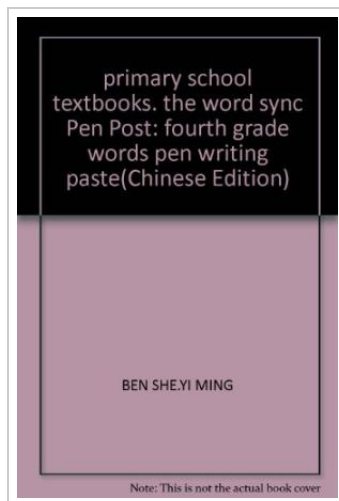 primary school
textbooks. the word sync
Pen Post: fourth grade
words pen writing
paste(Chinese Edition)
BEN SHE.YI MING
Note: This is not the actual book cover